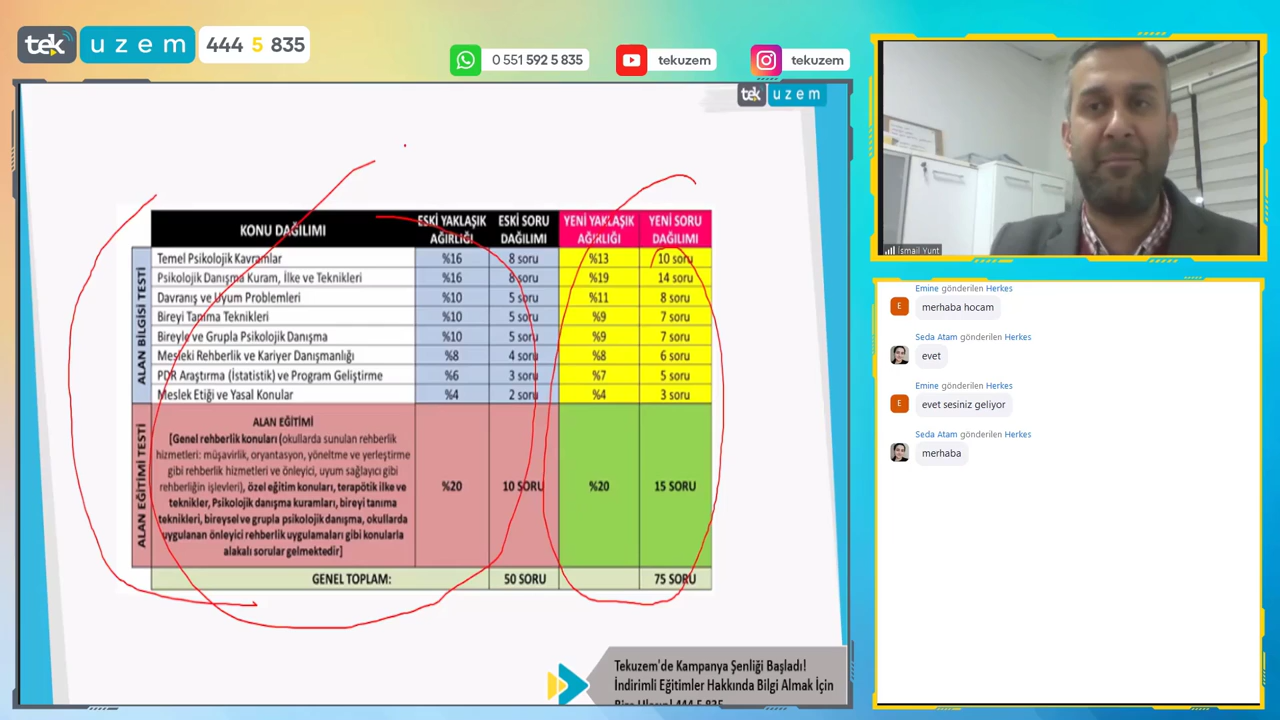 tek uzem 444 5 835
0 551 592 5 835
tekuzem
tekuzem
tek uzem
KONU DAĞILIMI
ESKİ YAKLAŞIK AĞIRLIĞI
ESKİ SORU DAĞILIMI
YENİ YAKLAŞIK AĞIRLIĞI
YENİ SORU DAĞILIMI
ALAN BİLGİSİ TESTİ
Temel Psikolojik Kavramlar %16 8 soru %13 10 soru
Psikolojik Danışma Kuram, İlke ve Teknikleri %16 8 soru %19 14 soru
Davranış ve Uyum Problemleri %10 5 soru %11 8 soru
Bireyi Tanıma Teknikleri %10 5 soru %9 7 soru
Bireyle ve Grupla Psikolojik Danışma %10 5 soru %9 7 soru
Mesleki Rehberlik ve Kariyer Danışmanlığı %8 4 soru %8 6 soru
PDR Araştırma (İstatistik) ve Program Geliştirme %6 3 soru %7 5 soru
Meslek Etiği ve Yasal Konular %4 2 soru %4 3 soru
ALAN EĞİTİMİ TESTİ
ALAN EĞİTİMİ
[Genel rehberlik konuları (okullarda sunulan rehberlik
hizmetleri: müşavirlik, oryantasyon, yöneltme ve yerleştirme
gibi rehberlik hizmetleri ve önleyici, uyum sağlayıcı gibi
rehberliğin işlevleri), özel eğitim konuları, terapötik ilke ve
teknikler, Psikolojik danışma kuramları, bireyi tanıma
teknikleri, bireysel ve grupla psikolojik danışma, okullarda
uygulanan önleyici rehberlik uygulamaları gibi konularla
alakalı sorular gelmektedir]
%20 10 SORU %20 15 SORU
GENEL TOPLAM: 50 SORU 75 SORU
Tekuzem'de Kampanya Şenliği Başladı!
İndirimli Eğitimler Hakkında Bilgi Almak İçin
Bize Ulaşın! 444 5 835
İsmail Yunt
Emine gönderilen Herkes
E
merhaba hocam
Seda Atam gönderilen Herkes
evet
Emine gönderilen Herkes
E
evet sesiniz geliyor
Seda Atam gönderilen Herkes
merhaba